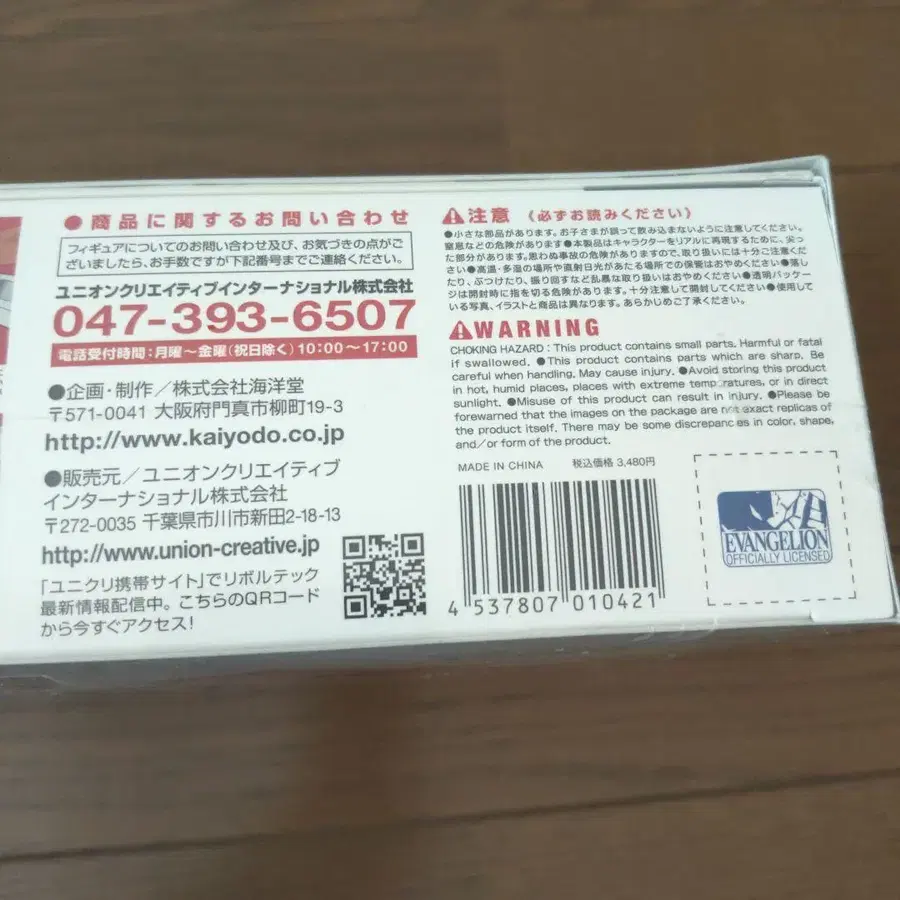 ●商品に関するお問い合わせ
フィギュアについてのお問い合わせ及び、お気づきの点がご
ざいましたら、お手数ですが下記番号までご連絡ください。
ユニオンクリエイティブインターナショナル株式会社
047-393-6507
電話受付時間:月曜～金曜(祝日除く)10:00～17:00
●企画・制作/株式会社海洋堂
〒571-0041 大阪府門真市柳町19-3
http://www.kaiyodo.co.jp
●販売元/ユニオンクリエイティブ
インターナショナル株式会社
〒272-0035 千葉県市川市新田2-18-13
http://www.union-creative.jp
「ユニクリ携帯サイト」でリボルテック
最新情報配信中。こちらのQRコード
から今すぐアクセス!
注意 (必ずお読みください)
●小さな部品があります。お子さまが誤って飲み込まないように注意してください。
窒息などの危険があります●本製品はキャラクターをリアルに再現するために、尖っ
た部分があります。思わぬ事故の危険がありますので、取り扱いには十分ご注意くださ
い●高温・多湿の場所や直射日光があたる場所での保管はおやめください●落し
たり、ぶつけたり、振り回すなど乱暴な取り扱いはおやめください●透明パッケー
ジは開封時に指を切る危険があります。十分注意して開封してください●使用して
いる写真、イラストと商品は異なります。あらかじめご了承ください。
WARNING
CHOKING HAZARD : This product contains small parts. Harmful or fatal
if swallowed. ●This product contains parts which are sharp. Be
careful when handling. May cause injury. ●Avoid storing this product
in hot, humid places, places with extreme temperatures, or in direct
sunlight. ●Misuse of this product can result in injury. ●Please be
forewarned that the images on the package are not exact replicas of
the product itself. There may be some discrepancies in color, shape,
and/or form of the product.
MADE IN CHINA 税込価格 3,480円
4 537807 010421
EVANGELION
OFFICIALLY LICENSED